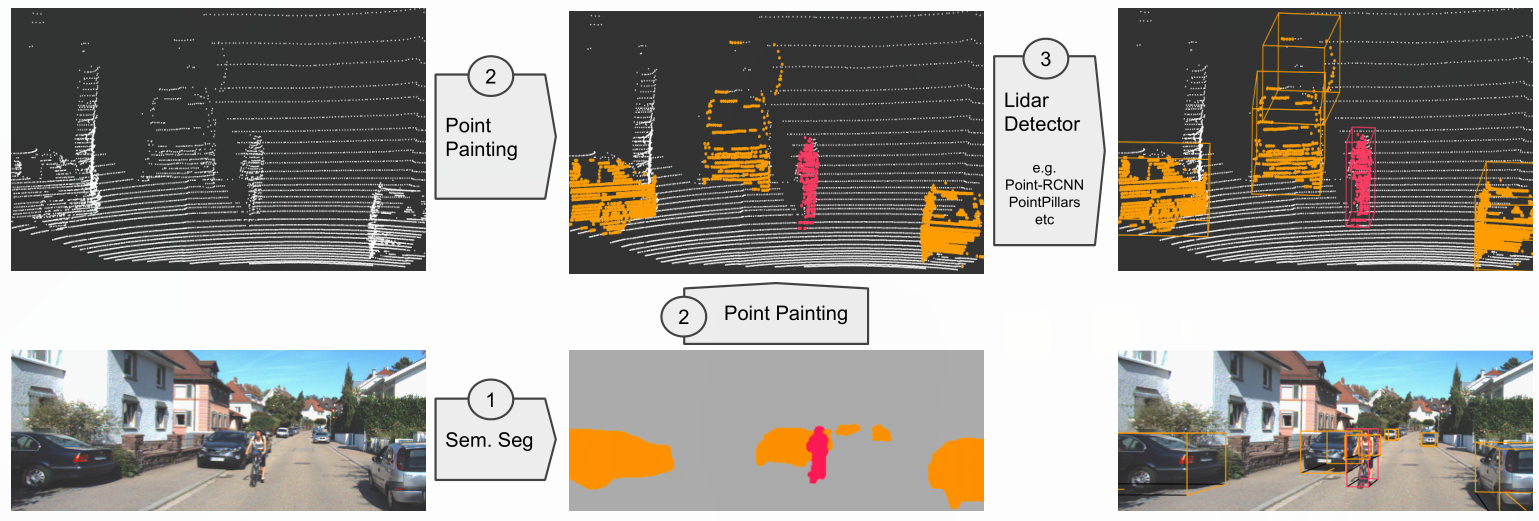 2
Point
Painting
3
Lidar
Detector
e.g.
Point-RCNN
PointPillars
etc
2
Point Painting
1
Sem. Seg